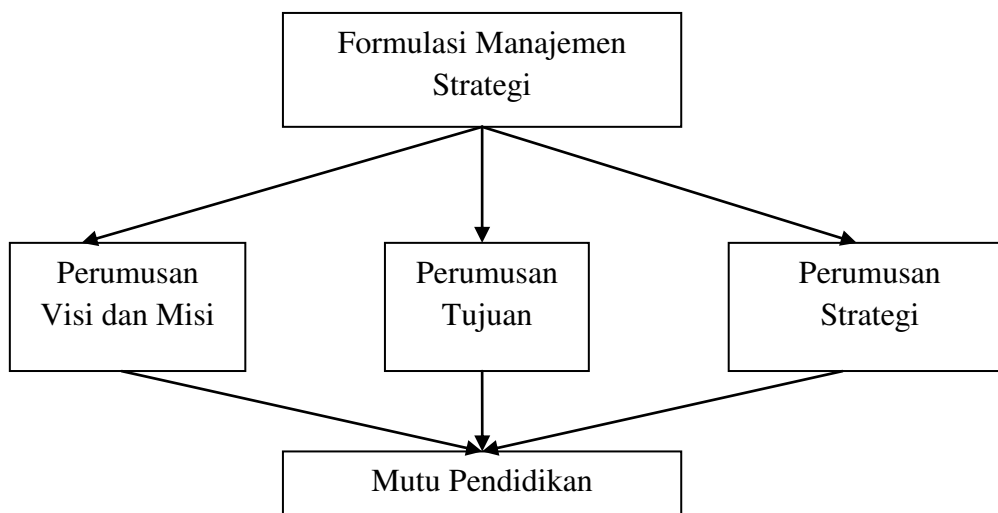 Formulasi Manajemen
Strategi
Perumusan
Visi dan Misi
Perumusan
Tujuan
Perumusan
Strategi
Mutu Pendidikan